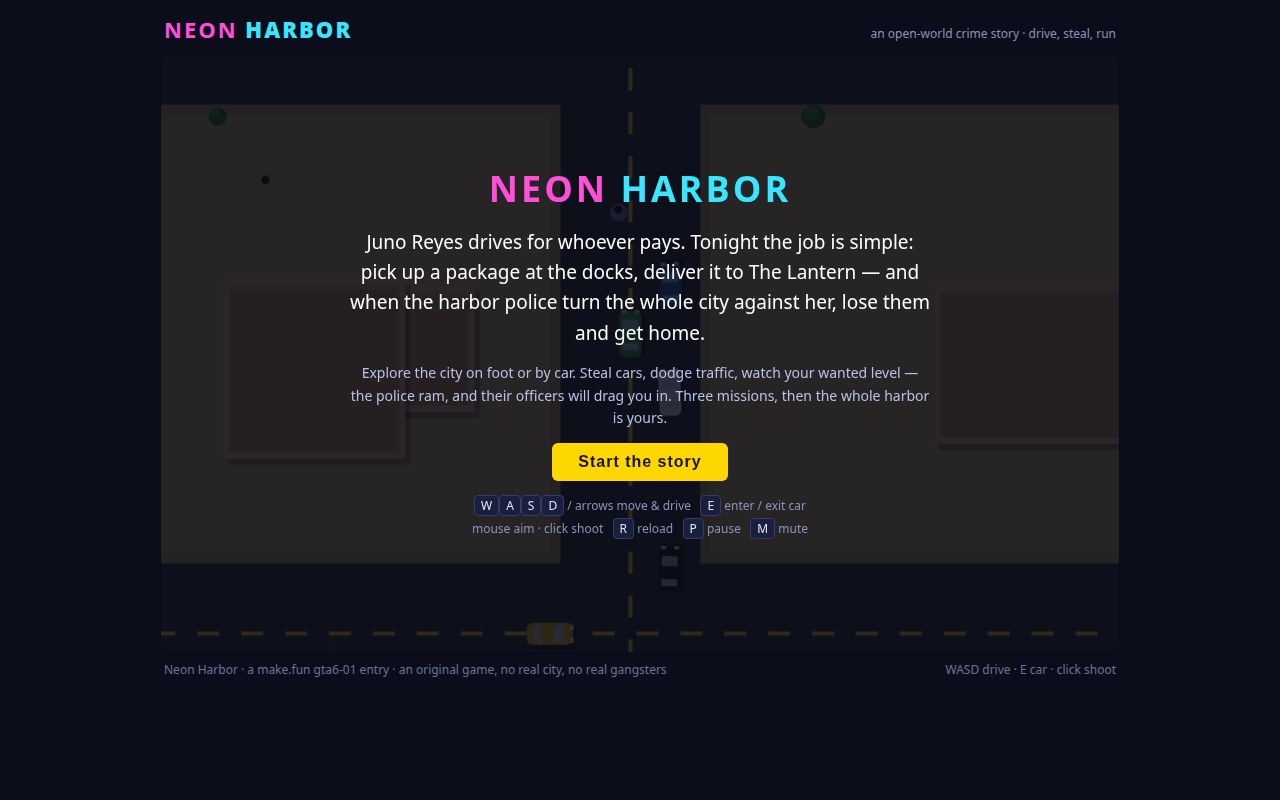 NEON HARBOR
an open-world crime story · drive, steal, run
NEON HARBOR
Juno Reyes drives for whoever pays. Tonight the job is simple:
pick up a package at the docks, deliver it to The Lantern — and
when the harbor police turn the whole city against her, lose them
and get home.
Explore the city on foot or by car. Steal cars, dodge traffic, watch your wanted level —
the police ram, and their officers will drag you in. Three missions, then the whole harbor
is yours.
Start the story
W A S D / arrows move & drive E enter / exit car
mouse aim · click shoot R reload P pause M mute
Neon Harbor · a make.fun gta6-01 entry · an original game, no real city, no real gangsters
WASD drive · E car · click shoot